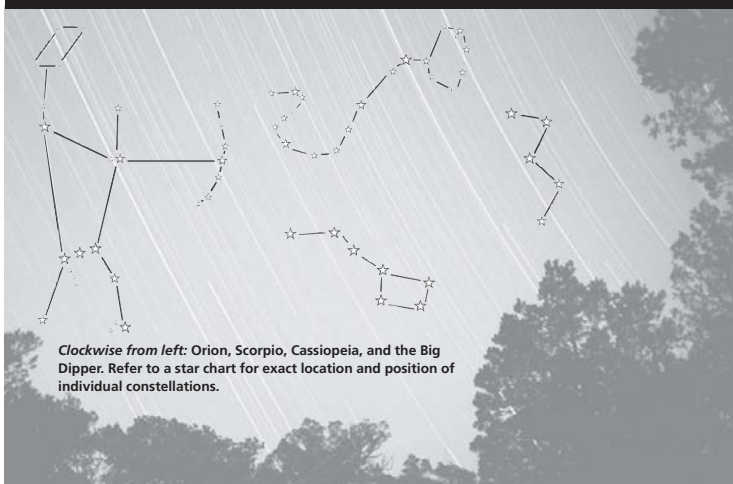 Clockwise from left: Orion, Scorpio, Cassiopeia, and the Big
Dipper. Refer to a star chart for exact location and position of
individual constellations.